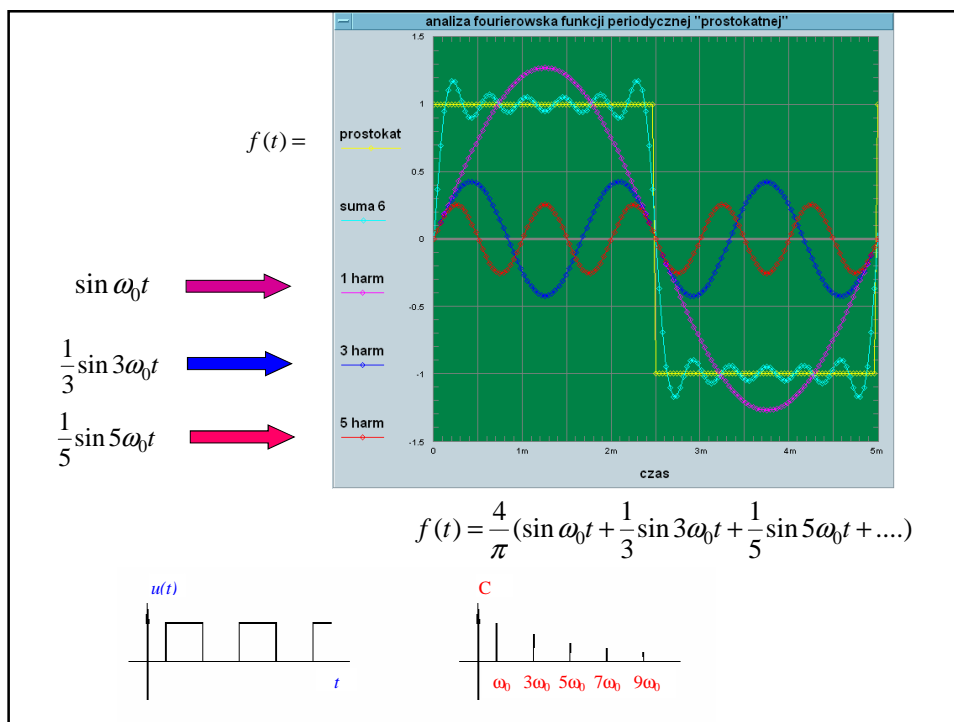 analiza fourierowska funkcji periodycznej "prostokatnej"
1.5
1
0.5
0
-0.5
-1
-1.5
0 1m 2m 3m 4m 5m
czas
prostokat
suma 6
1 harm
3 harm
5 harm
f(t) =
sin ω₀t
1/3 sin 3ω₀t
1/5 sin 5ω₀t
f(t) = 4/π (sin ω₀t + 1/3 sin 3ω₀t + 1/5 sin 5ω₀t + ....)
u(t)
t
C
ω₀ 3ω₀ 5ω₀ 7ω₀ 9ω₀